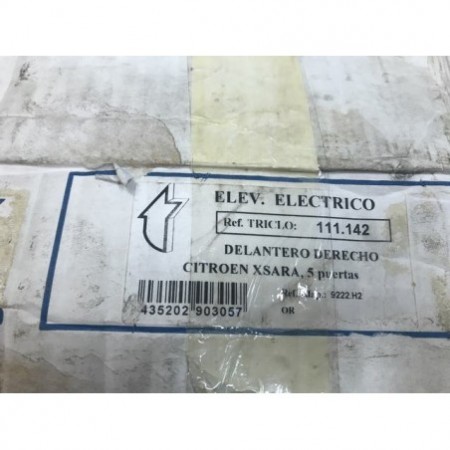 ELEV. ELECTRICO
Ref. TRICLO: 111.142
DELANTERO DERECHO
CITROEN XSARA, 5 puertas
9222.H2
435202 903057
OR